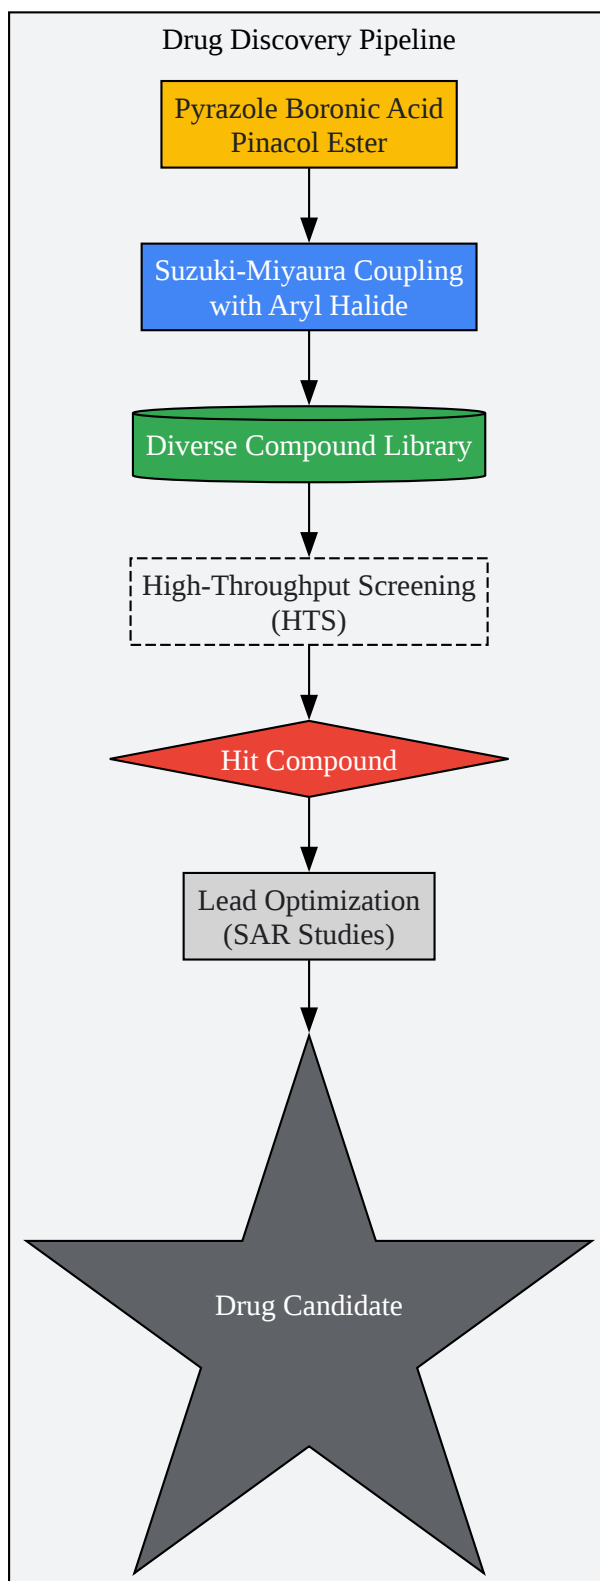 Drug Discovery Pipeline
Pyrazole Boronic Acid
Pinacol Ester
Suzuki-Miyaura Coupling
with Aryl Halide
Diverse Compound Library
High-Throughput Screening
(HTS)
Hit Compound
Lead Optimization
(SAR Studies)
Drug Candidate